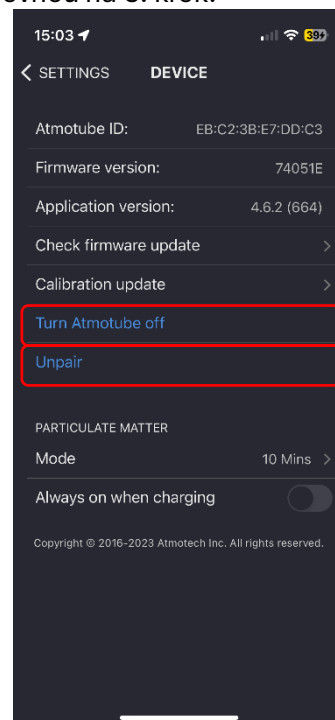 15:03
39
SETTINGS DEVICE
Atmotube ID: EB:C2:3B:E7:DD:C3
Firmware version: 74051E
Application version: 4.6.2 (664)
Check firmware update >
Calibration update >
Turn Atmotube off
Unpair
PARTICULATE MATTER
Mode 10 Mins >
Always on when charging
Copyright © 2016-2023 Atmotech Inc. All rights reserved.